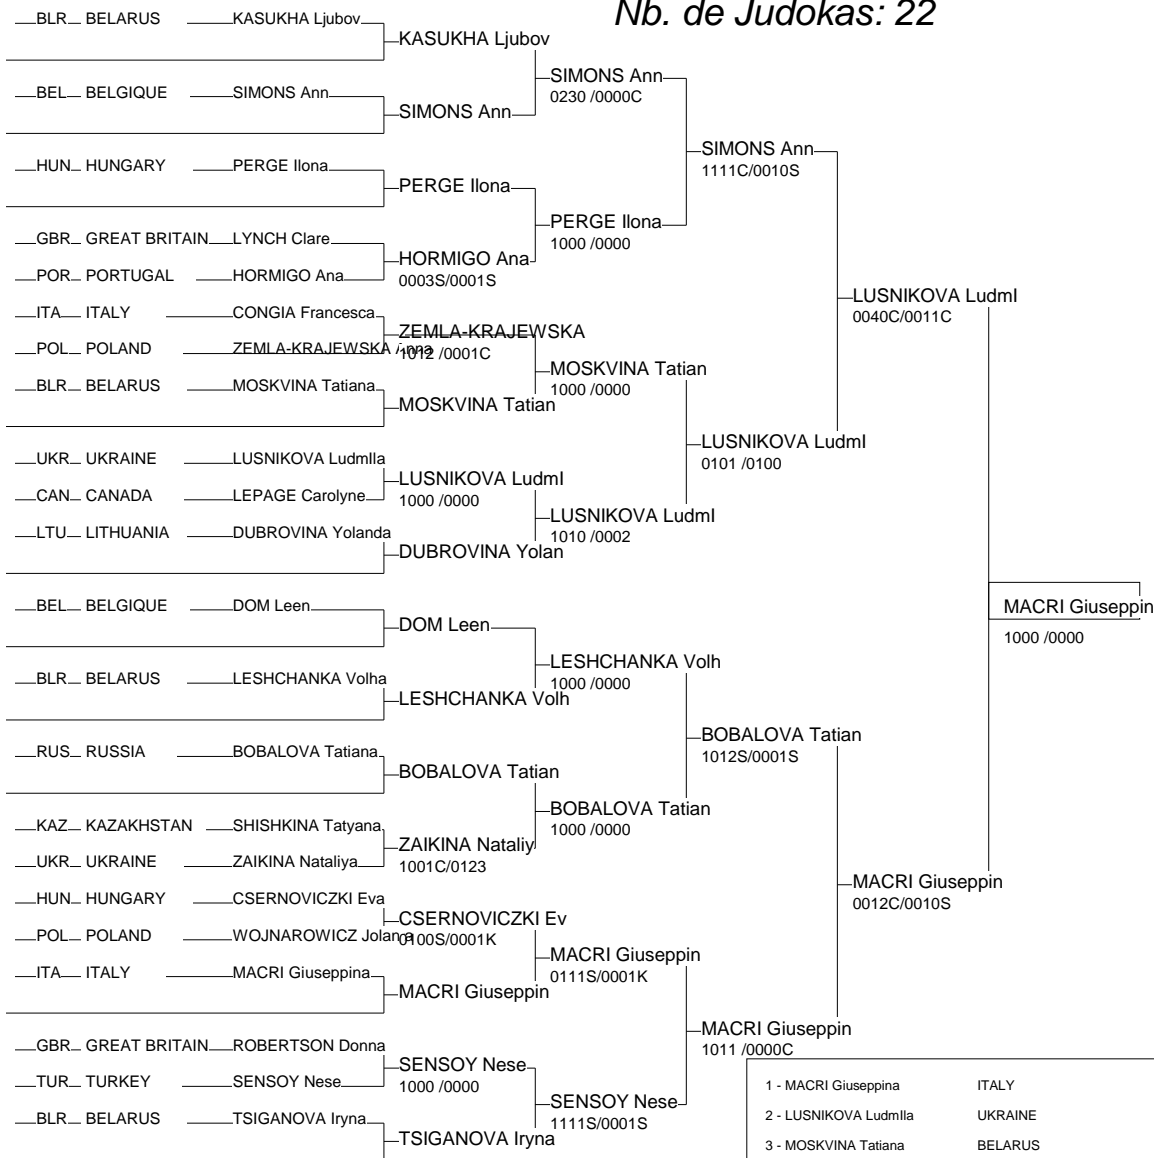 Nb. de Judokas: 22
BLR BELARUS KASUKHA Ljubov
KASUKHA Ljubov
SIMONS Ann
0230 /0000C
BEL BELGIQUE SIMONS Ann
SIMONS Ann
SIMONS Ann
1111C/0010S
HUN HUNGARY PERGE Ilona
PERGE Ilona
PERGE Ilona
1000 /0000
GBR GREAT BRITAIN LYNCH Clare
HORMIGO Ana
0003S/0001S
POR PORTUGAL HORMIGO Ana
LUSNIKOVA Ludml
0040C/0011C
ITA ITALY CONGIA Francesca
ZEMLA-KRAJEWSKA
1012 /0001C
POL POLAND ZEMLA-KRAJEWSKA Anna
MOSKVINA Tatian
1000 /0000
BLR BELARUS MOSKVINA Tatiana
MOSKVINA Tatian
LUSNIKOVA Ludml
0101 /0100
UKR UKRAINE LUSNIKOVA Ludmlla
LUSNIKOVA Ludml
1000 /0000
CAN CANADA LEPAGE Carolyne
LUSNIKOVA Ludml
1010 /0002
LTU LITHUANIA DUBROVINA Yolanda
DUBROVINA Yolan
BEL BELGIQUE DOM Leen
MACRI Giuseppin
1000 /0000
DOM Leen
LESHCHANKA Volh
1000 /0000
BLR BELARUS LESHCHANKA Volha
LESHCHANKA Volh
BOBALOVA Tatian
1012S/0001S
RUS RUSSIA BOBALOVA Tatiana
BOBALOVA Tatian
BOBALOVA Tatian
1000 /0000
KAZ KAZAKHSTAN SHISHKINA Tatyana
ZAIKINA Nataliy
1001C/0123
UKR UKRAINE ZAIKINA Nataliya
MACRI Giuseppin
0012C/0010S
HUN HUNGARY CSERNOVICZKI Eva
CSERNOVICZKI Ev
0100S/0001K
POL POLAND WOJNAROWICZ Jolanta
MACRI Giuseppin
0111S/0001K
ITA ITALY MACRI Giuseppina
MACRI Giuseppin
MACRI Giuseppin
1011 /0000C
GBR GREAT BRITAIN ROBERTSON Donna
SENSOY Nese
1000 /0000
TUR TURKEY SENSOY Nese
SENSOY Nese
1111S/0001S
BLR BELARUS TSIGANOVA Iryna
TSIGANOVA Iryna
1 - MACRI Giuseppina ITALY
2 - LUSNIKOVA Ludmlla UKRAINE
3 - MOSKVINA Tatiana BELARUS